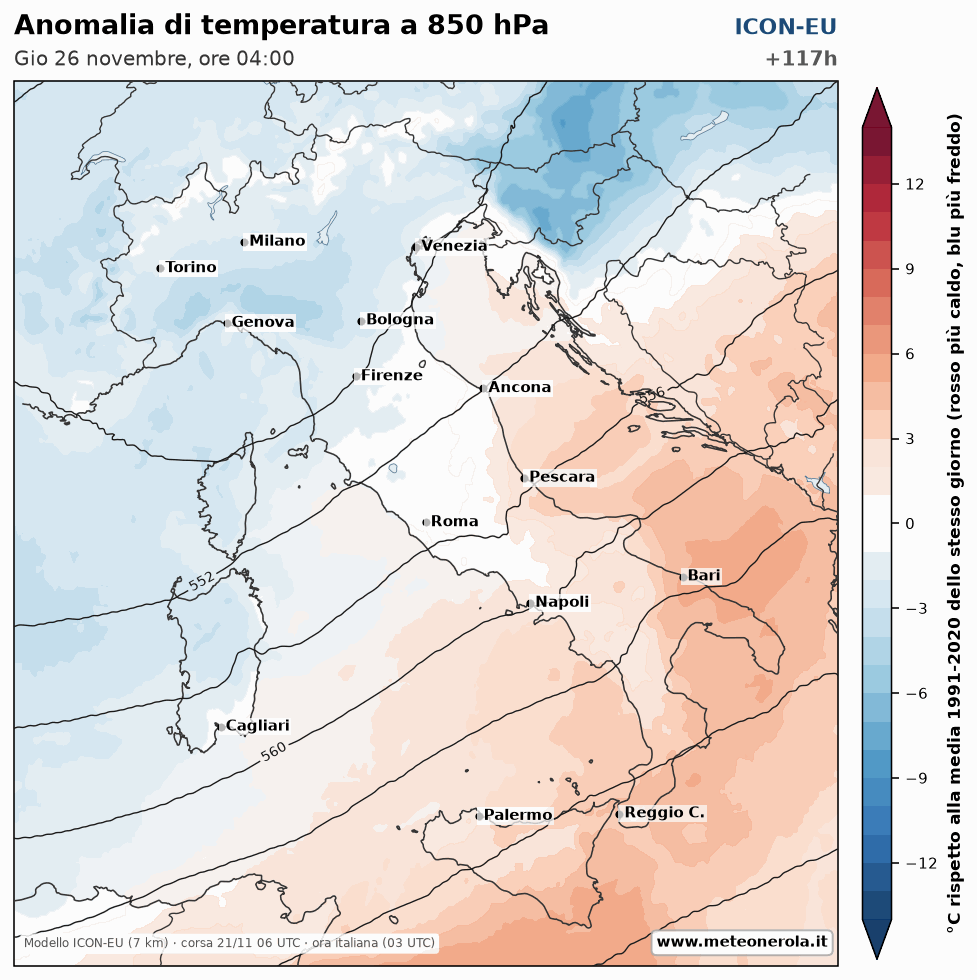 Anomalia di temperatura a 850 hPa
ICON-EU
Gio 26 novembre, ore 04:00
+117h
Milano
Venezia
Torino
Genova
Bologna
Firenze
Ancona
556
Pescara
Roma
Bari
552
Napoli
Cagliari
560
Palermo
Reggio C.
Modello ICON-EU (7 km) · corsa 21/11 06 UTC · ora italiana (03 UTC)
www.meteonerola.it
12
9
6
3
0
−3
−6
−9
−12
°C rispetto alla media 1991-2020 dello stesso giorno (rosso più caldo, blu più freddo)